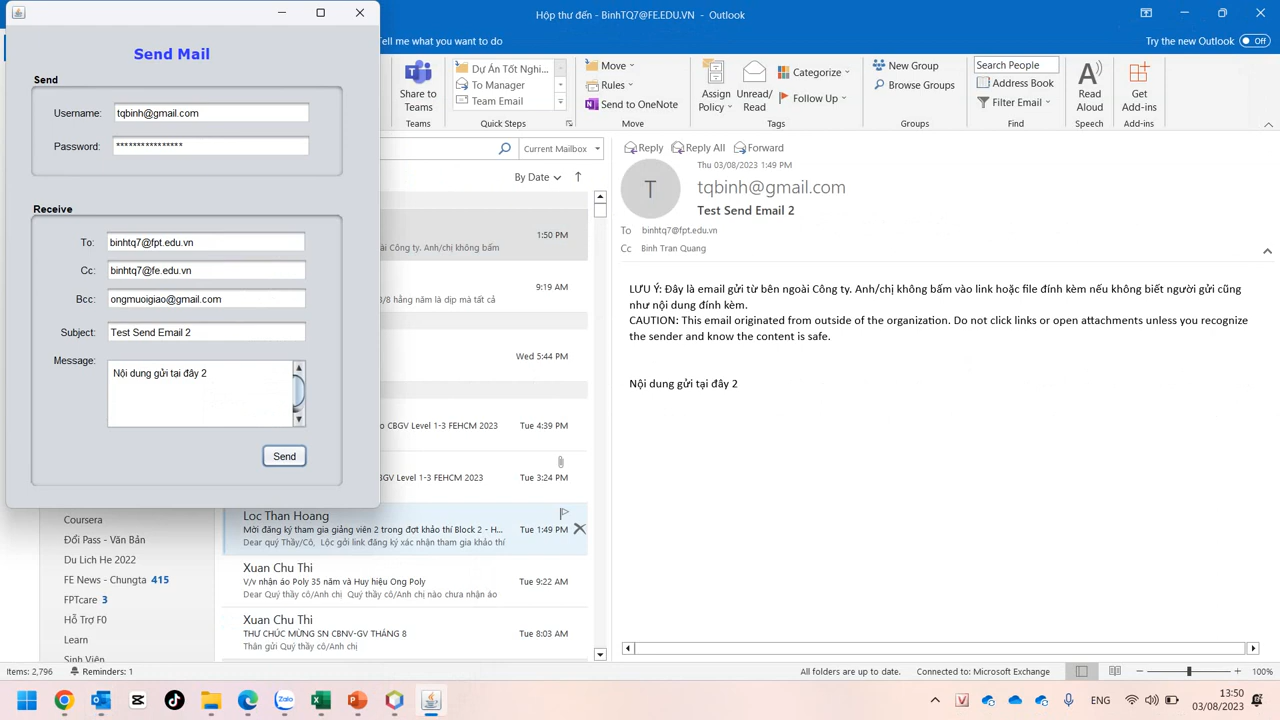 Hộp thư đến - BinhTQ7@FE.EDU.VN - Outlook
Send Mail
Send
Username: tqbinh@gmail.com
Password: ****************
Receive
To: binhtq7@fpt.edu.vn
Cc: binhtq7@fe.edu.vn
Bcc: ongmuoigiao@gmail.com
Subject: Test Send Email 2
Message: Nội dung gửi tại đây 2
Send
Tell me what you want to do
Try the new Outlook Off
Share to Teams
Teams
Dự Án Tốt Nghi...
To Manager
Team Email
Quick Steps
Move
Rules
Send to OneNote
Move
Assign Policy
Unread/ Read
Categorize
Follow Up
Tags
New Group
Browse Groups
Groups
Search People
Address Book
Filter Email
Find
Read Aloud
Speech
Get Add-ins
Add-ins
Current Mailbox
By Date
1:50 PM
ngoài Công ty. Anh/chị không bấm
9:19 AM
3/8 hằng năm là dịp mà tất cả
Wed 5:44 PM
CBGV Level 1-3 FEHCM 2023 Tue 4:39 PM
CBGV Level 1-3 FEHCM 2023 Tue 3:24 PM
Loc Than Hoang
Mời đăng ký tham gia giảng viên 2 trong đợt khảo thí Block 2 - H... Tue 1:49 PM
Dear quý Thầy/Cô, Lộc gởi link đăng ký xác nhận tham gia khảo thí
Xuan Chu Thi
V/v nhận áo Poly 35 năm và Huy hiệu Ong Poly Tue 9:22 AM
Dear Quý thầy cô/Anh chị Quý thầy cô/Anh chị nào chưa nhận áo
Xuan Chu Thi
THƯ CHÚC MỪNG SN CBNV-GV THÁNG 8 Tue 8:03 AM
Thân gửi Quý thầy cô/Anh chị
Coursera
Đổi Pass - Văn Bản
Du Lich He 2022
FE News - Chungta 415
FPTcare 3
Hỗ Trợ F0
Learn
Sinh Viên
Reply Reply All Forward
Thu 03/08/2023 1:49 PM
T
tqbinh@gmail.com
Test Send Email 2
To binhtq7@fpt.edu.vn
Cc Binh Tran Quang
LƯU Ý: Đây là email gửi từ bên ngoài Công ty. Anh/chị không bấm vào link hoặc file đính kèm nếu không biết người gửi cũng
như nội dung đính kèm.
CAUTION: This email originated from outside of the organization. Do not click links or open attachments unless you recognize
the sender and know the content is safe.
Nội dung gửi tại đây 2
Items: 2,796 Reminders: 1
All folders are up to date. Connected to: Microsoft Exchange 100%
Zalo
ENG
13:50
03/08/2023